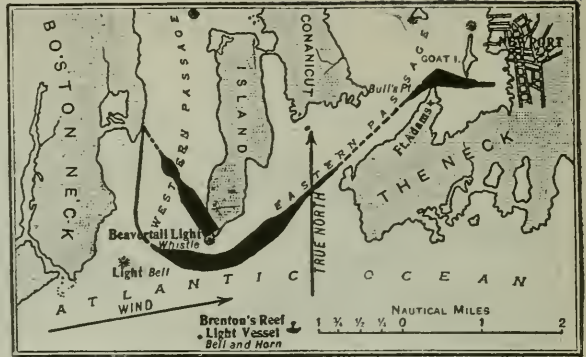 BOSTON NECK
WESTERN PASSAGE
ISLAND
CONANICUT
EASTERN PASSAGE
Bull's Pt.
GOAT I.
NEWPORT
Ft. Adams
THE NECK
Beavertail Light
Whistle
Light Bell
TRUE NORTH
ATLANTIC OCEAN
WIND
Brenton's Reef
Light Vessel
Bell and Horn
NAUTICAL MILES
1 ¾ ½ ¼ 0 1 2